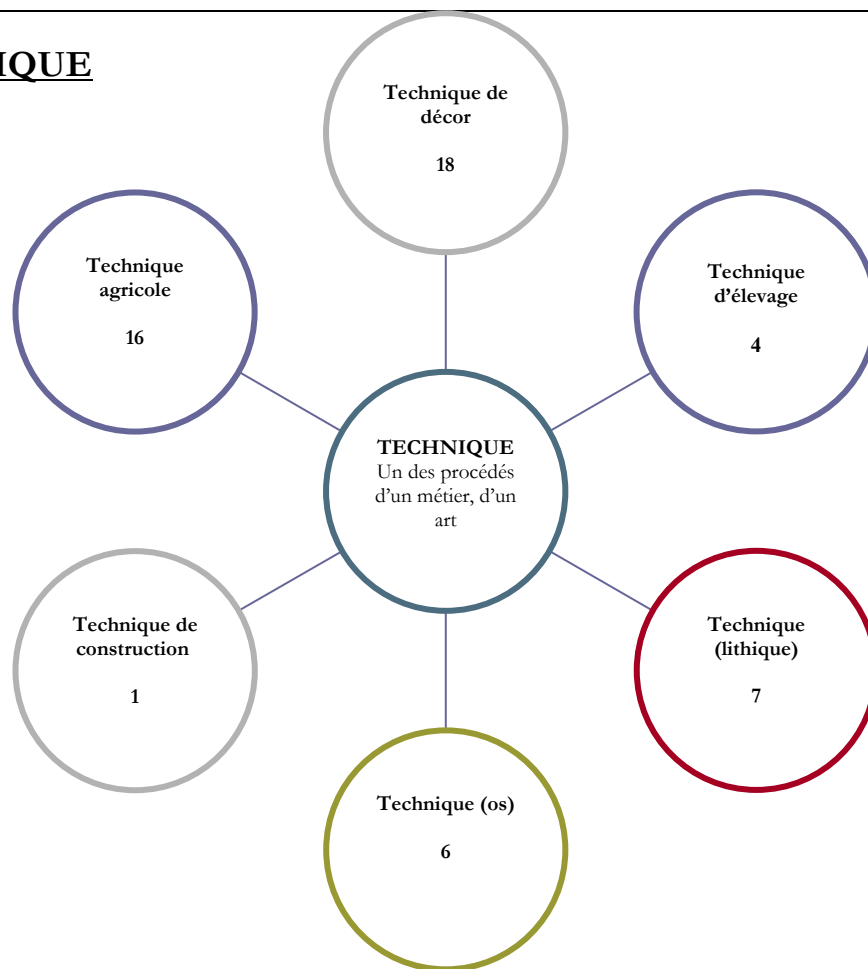 IQUE
Technique de
décor
18
Technique
agricole
16
Technique
d'élevage
4
TECHNIQUE
Un des procédés
d'un métier, d'un
art
Technique de
construction
1
Technique
(lithique)
7
Technique (os)
6